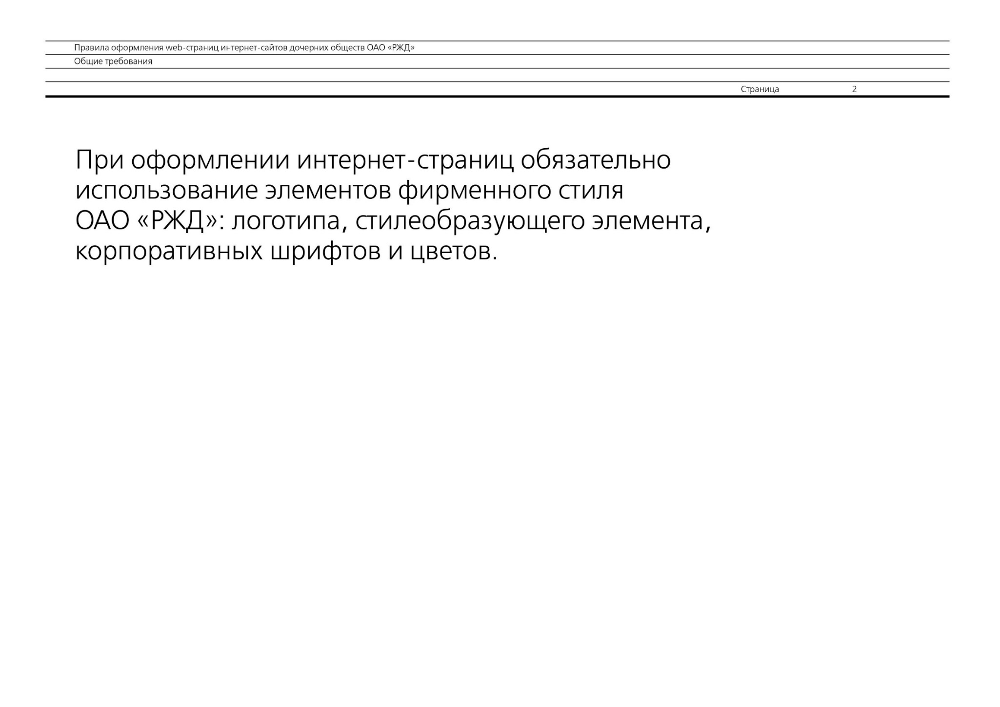 Правила оформления web-страниц интернет-сайтов дочерних обществ ОАО «РЖД»
Общие требования
Страница 2
При оформлении интернет-страниц обязательно
использование элементов фирменного стиля
ОАО «РЖД»: логотипа, стилеобразующего элемента,
корпоративных шрифтов и цветов.